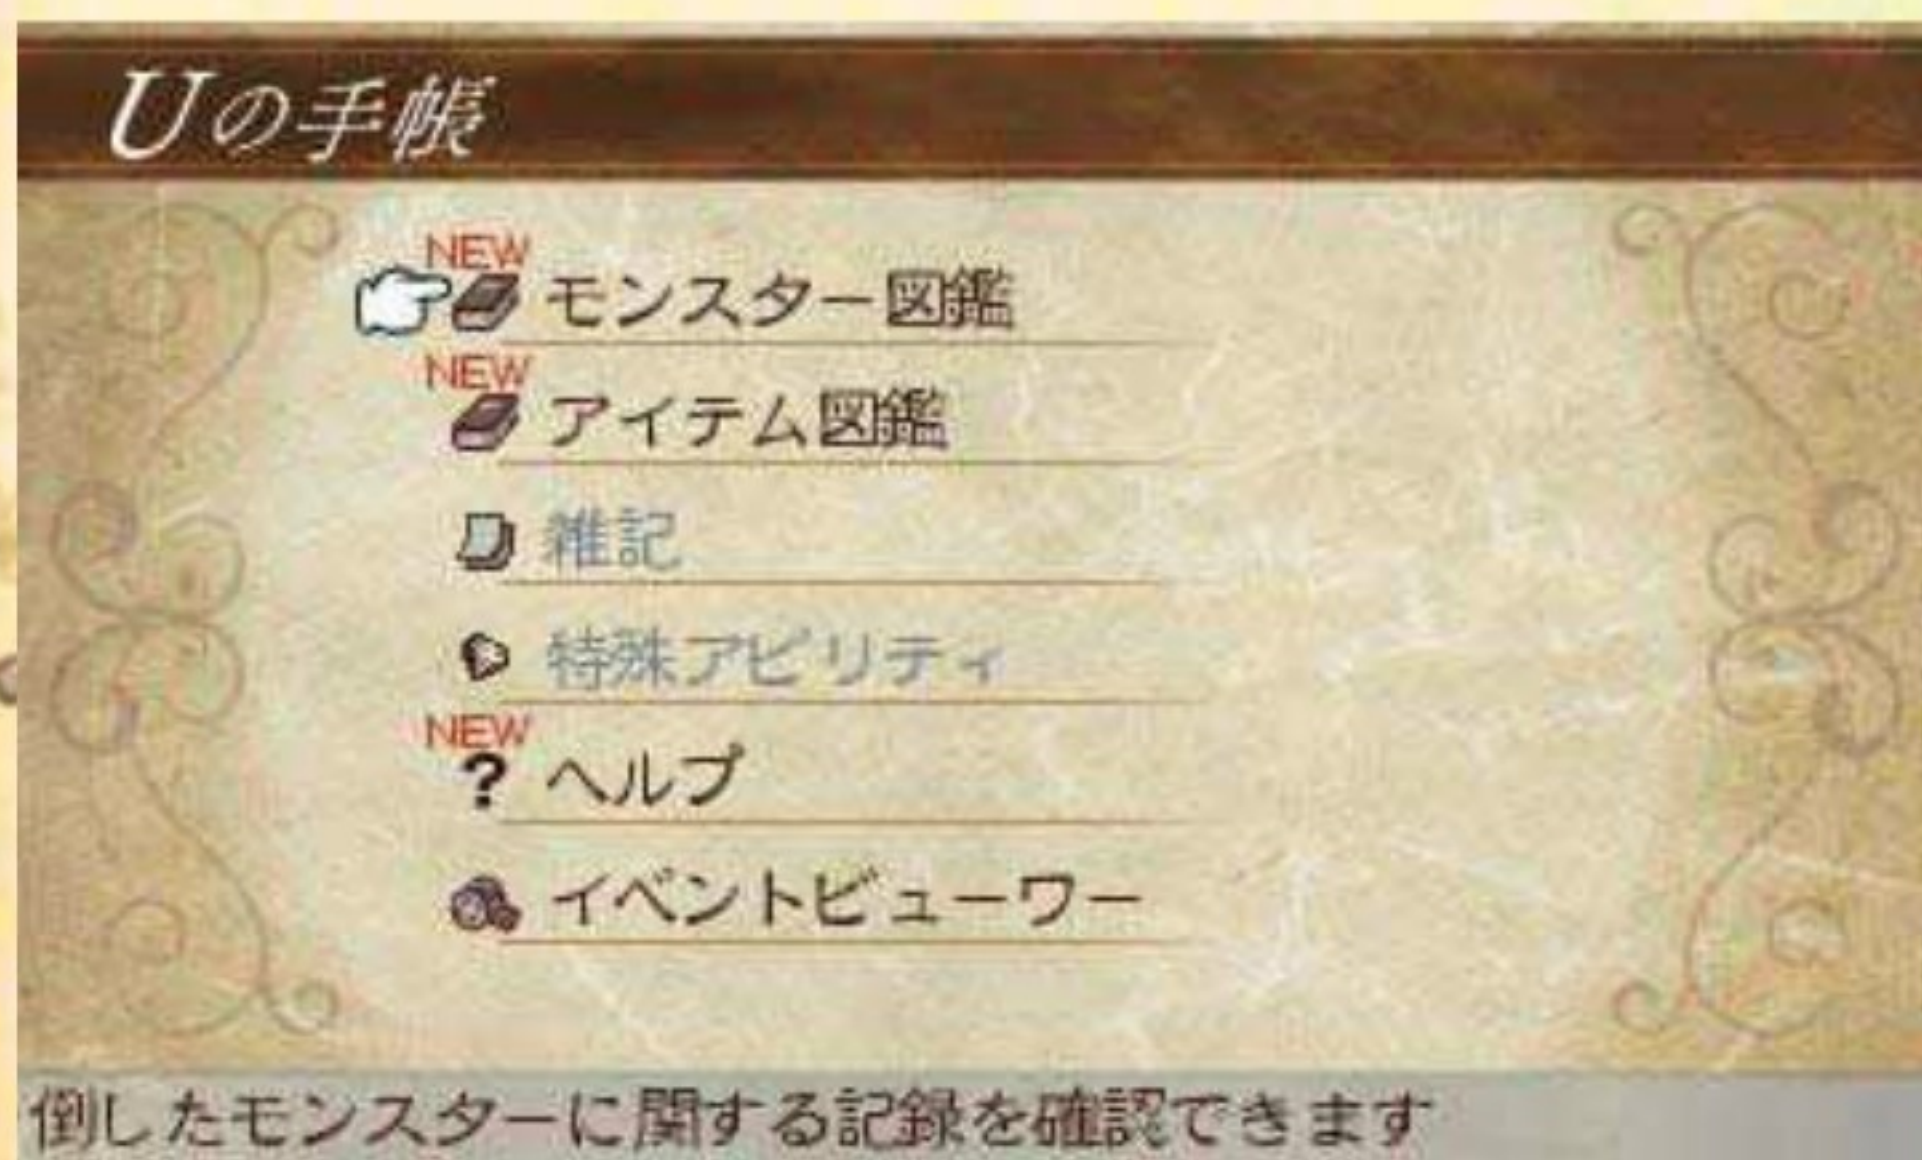 Uの手帳
NEW
モンスター図鑑
NEW
アイテム図鑑
雑記
特殊アビリティ
NEW
? ヘルプ
イベントビューワー
倒したモンスターに関する記録を確認できます